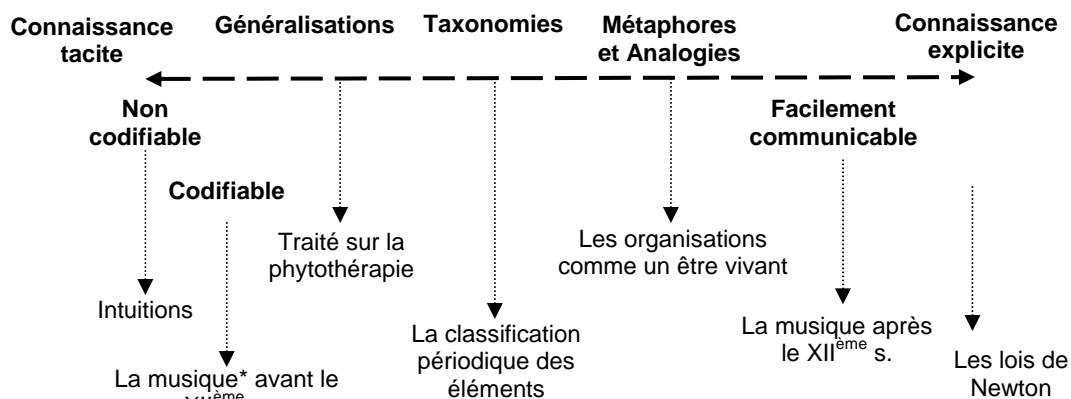 Connaissance
tacite
Généralisations
Taxonomies
Métaphores
et Analogies
Connaissance
explicite
Non
codifiable
Codifiable
Facilement
communicable
Intuitions
La musique* avant le
XIIème
Traité sur la
phytothérapie
La classification
périodique des
éléments
Les organisations
comme un être vivant
La musique après
le XIIème s.
Les lois de
Newton